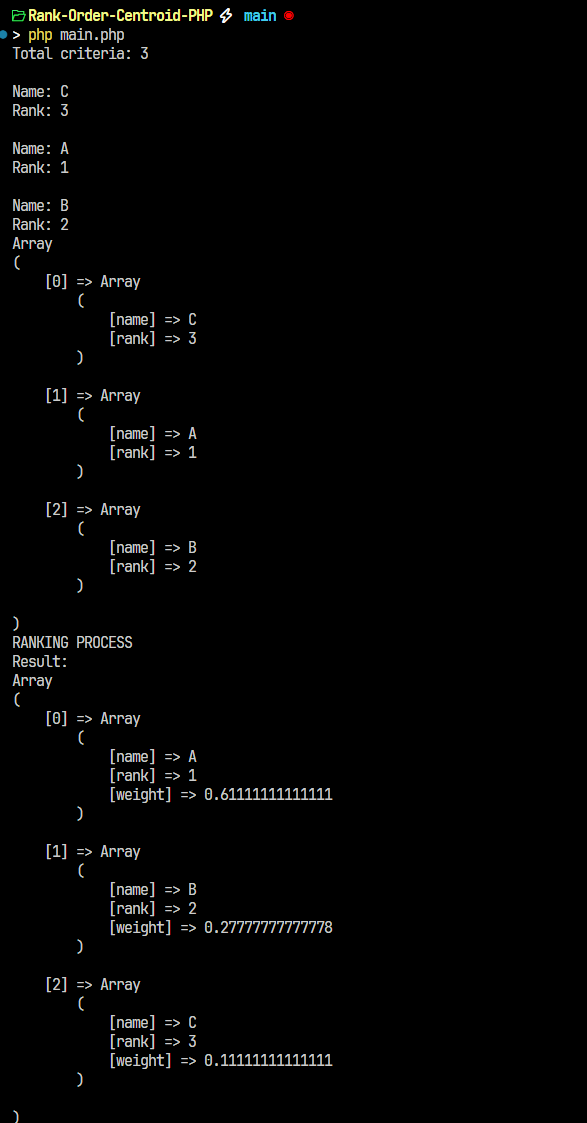 Rank-Order-Centroid-PHP main
> php main.php
Total criteria: 3
Name: C
Rank: 3
Name: A
Rank: 1
Name: B
Rank: 2
Array
(
[0] => Array
(
[name] => C
[rank] => 3
)
[1] => Array
(
[name] => A
[rank] => 1
)
[2] => Array
(
[name] => B
[rank] => 2
)
)
RANKING PROCESS
Result:
Array
(
[0] => Array
(
[name] => A
[rank] => 1
[weight] => 0.61111111111111
)
[1] => Array
(
[name] => B
[rank] => 2
[weight] => 0.27777777777778
)
[2] => Array
(
[name] => C
[rank] => 3
[weight] => 0.11111111111111
)
)